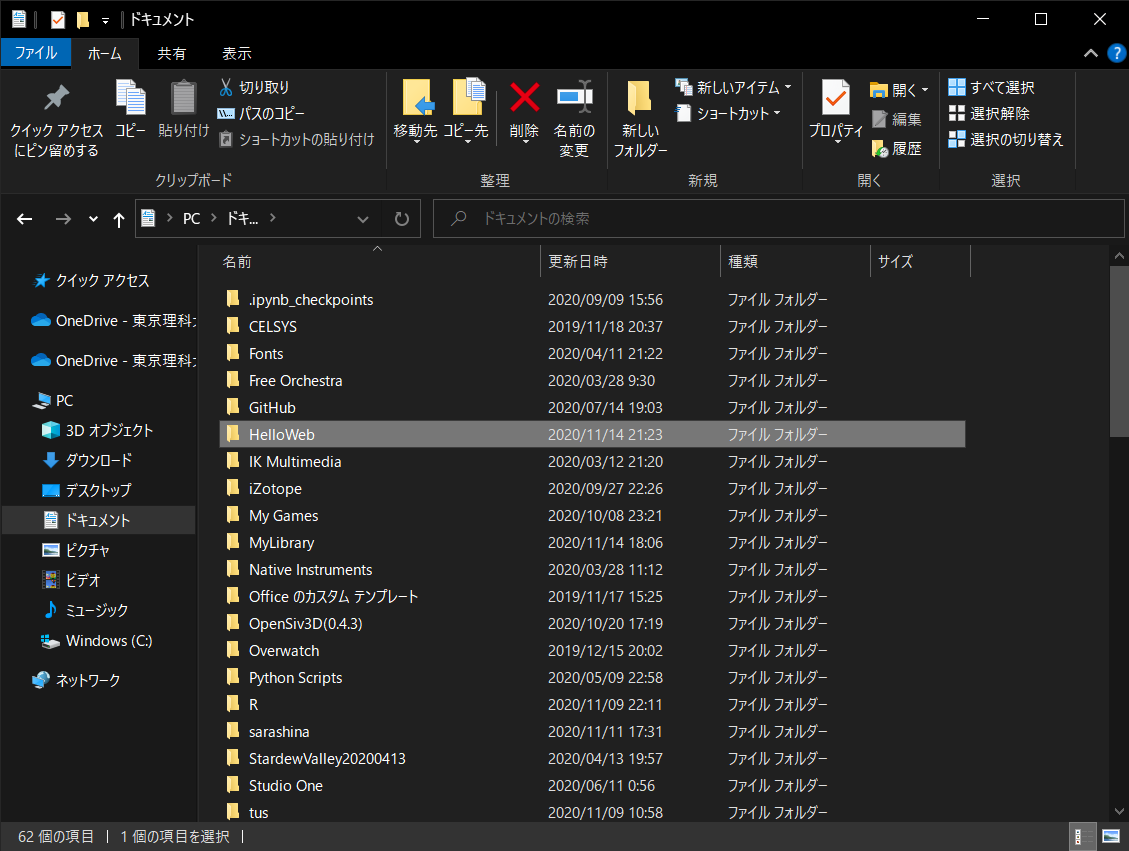 ドキュメント
ファイル ホーム 共有 表示
クイック アクセス
にピン留めする
コピー
貼り付け
切り取り
パスのコピー
ショートカットの貼り付け
クリップボード
移動先
コピー先
削除
名前の
変更
整理
新しい
フォルダー
新しいアイテム
ショートカット
新規
プロパティ
開く
編集
履歴
開く
すべて選択
選択解除
選択の切り替え
選択
PC ドキ...
ドキュメントの検索
クイック アクセス
OneDrive - 東京理科
OneDrive - 東京理科
PC
3D オブジェクト
ダウンロード
デスクトップ
ドキュメント
ピクチャ
ビデオ
ミュージック
Windows (C:)
ネットワーク
名前 更新日時 種類 サイズ
.ipynb_checkpoints 2020/09/09 15:56 ファイル フォルダー
CELSYS 2019/11/18 20:37 ファイル フォルダー
Fonts 2020/04/11 21:22 ファイル フォルダー
Free Orchestra 2020/03/28 9:30 ファイル フォルダー
GitHub 2020/07/14 19:03 ファイル フォルダー
HelloWeb 2020/11/14 21:23 ファイル フォルダー
IK Multimedia 2020/03/12 21:20 ファイル フォルダー
iZotope 2020/09/27 22:26 ファイル フォルダー
My Games 2020/10/08 23:21 ファイル フォルダー
MyLibrary 2020/11/14 18:06 ファイル フォルダー
Native Instruments 2020/03/28 11:12 ファイル フォルダー
Office のカスタム テンプレート 2019/11/17 15:25 ファイル フォルダー
OpenSiv3D(0.4.3) 2020/10/20 17:19 ファイル フォルダー
Overwatch 2019/12/15 20:02 ファイル フォルダー
Python Scripts 2020/05/09 22:58 ファイル フォルダー
R 2020/11/09 22:11 ファイル フォルダー
sarashina 2020/11/11 17:31 ファイル フォルダー
StardewValley20200413 2020/04/13 19:57 ファイル フォルダー
Studio One 2020/06/11 0:56 ファイル フォルダー
tus 2020/11/09 10:58 ファイル フォルダー
62 個の項目 1 個の項目を選択